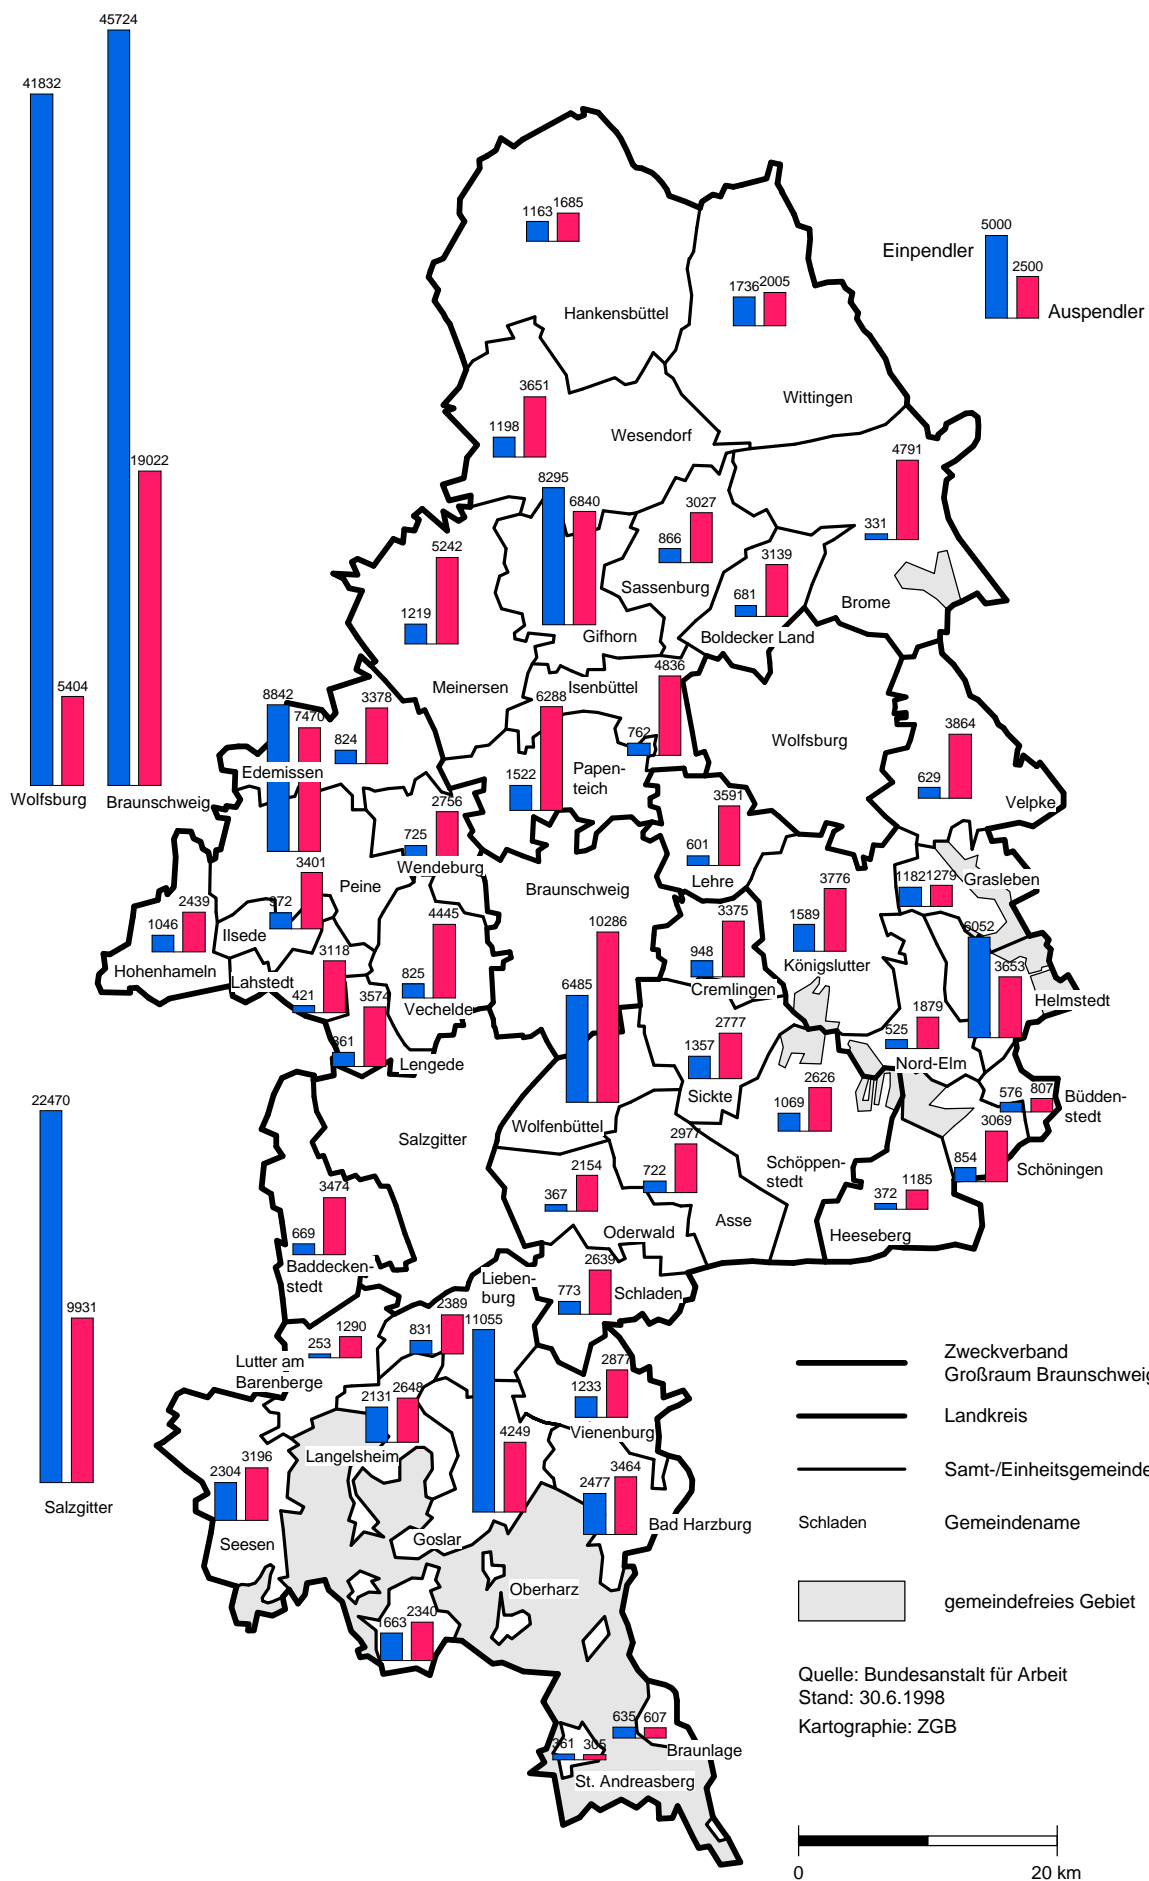 45724
41832
19022
5404
Wolfsburg
Braunschweig
1163
1685
Hankensbüttel
1736
2005
Wittingen
5000
Einpendler
2500
Auspendler
3651
1198
Wesendorf
4791
331
Brome
8295
6840
Gifhorn
3027
866
Sassenburg
3139
681
Boldecker Land
5242
1219
Meinersen
Isenbüttel
4836
762
6288
1522
Papen-
teich
Wolfsburg
3864
629
Velpke
8842
7470
3378
824
Edemissen
2756
725
Wendeburg
Peine
3401
972
Ilsede
2439
1046
Hohenhameln
3118
421
Lahstedt
4445
825
Vechelde
3574
861
Lengede
Braunschweig
3591
601
Lehre
10286
6485
Wolfenbüttel
3375
948
Cremlingen
3776
1589
Königslutter
1182
1279
Grasleben
6052
3653
Helmstedt
1879
525
Nord-Elm
2777
1357
Sickte
2626
1069
Schöppen-
stedt
576
807
Büdden-
stedt
3069
854
Schöningen
1185
372
Heeseberg
2977
722
Asse
2154
367
Oderwald
Salzgitter
22470
9931
Salzgitter
3474
669
Baddecken-
stedt
Lieben-
burg
2389
831
2639
773
Schladen
1290
253
Lutter am
Barenberge
11055
4249
Goslar
2648
2131
Langelsheim
2877
1233
Vienenburg
3464
2477
Bad Harzburg
3196
2304
Seesen
Oberharz
1663
2340
635
607
Braunlage
361
305
St. Andreasberg
Zweckverband
Großraum Braunschweig
Landkreis
Samt-/Einheitsgemeinde
Schladen
Gemeindename
gemeindefreies Gebiet
Quelle: Bundesanstalt für Arbeit
Stand: 30.6.1998
Kartographie: ZGB
0
20 km